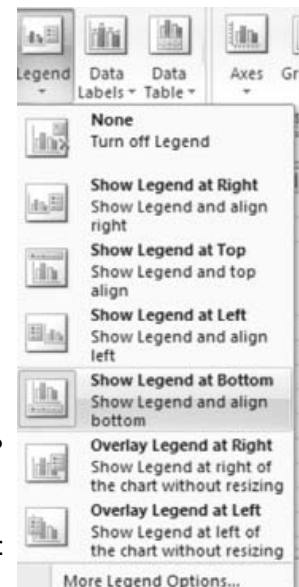 Legend Data Data Axes Gr
Labels Table
None
Turn off Legend
Show Legend at Right
Show Legend and align
right
Show Legend at Top
Show Legend and top
align
Show Legend at Left
Show Legend and align
left
Show Legend at Bottom
Show Legend and align
bottom
Overlay Legend at Right
Show Legend at right of
the chart without resizing
Overlay Legend at Left
Show Legend at left of
the chart without resizing
More Legend Options...